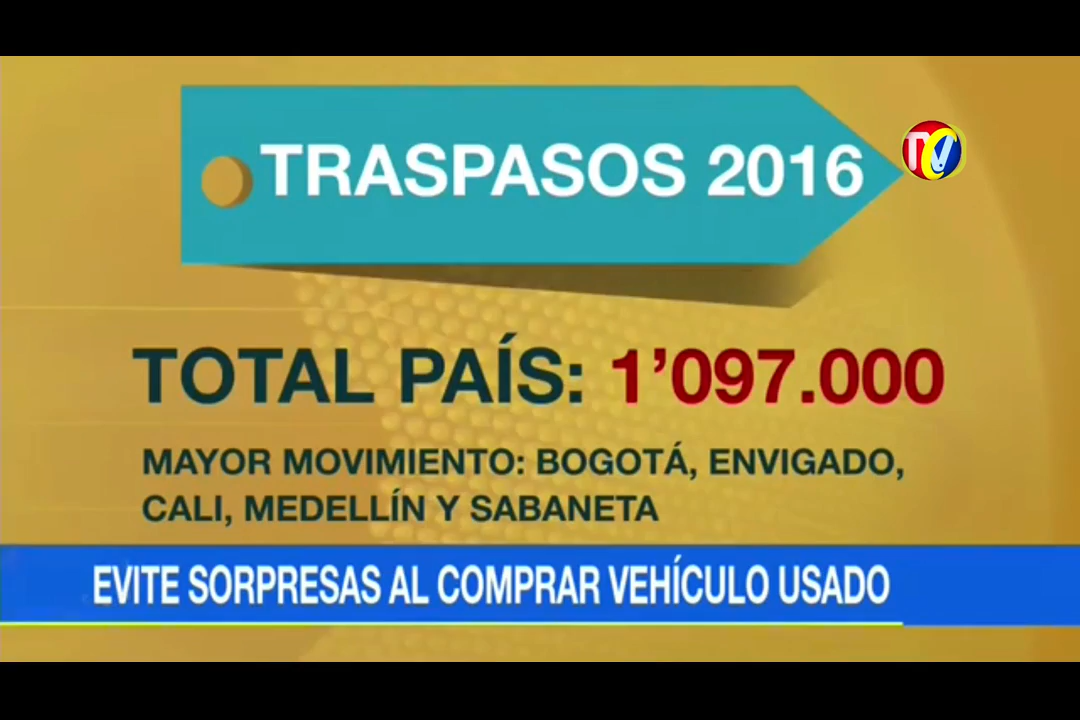 TRASPASOS 2016
TVC
TOTAL PAÍS: 1’097.000
MAYOR MOVIMIENTO: BOGOTÁ, ENVIGADO,
CALI, MEDELLÍN Y SABANETA
EVITE SORPRESAS AL COMPRAR VEHÍCULO USADO